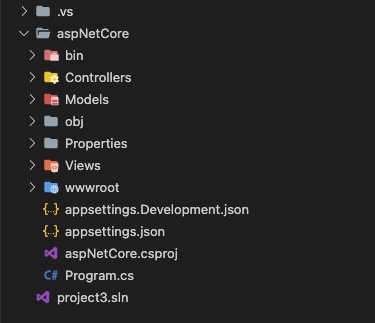 .vs
aspNetCore
bin
Controllers
Models
obj
Properties
Views
wwwroot
{..} appsettings.Development.json
{..} appsettings.json
aspNetCore.csproj
C# Program.cs
project3.sln